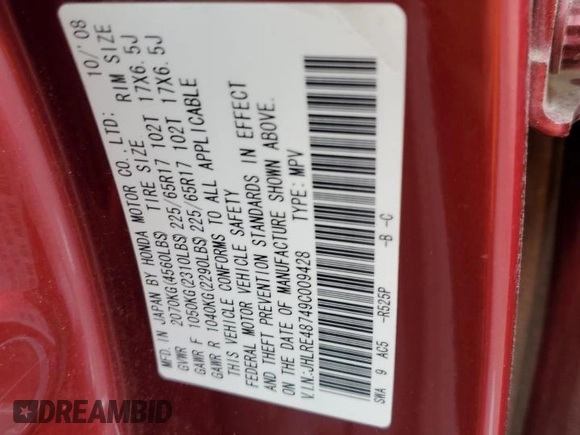 MFD. IN JAPAN BY HONDA MOTOR CO. LTD: 10/'08
GVWR 2070KG(4560LBS) TIRE SIZE RIM SIZE
GAWR F 1050KG(2310LBS) 225/65R17 102T 17X6.5J
GAWR R 1040KG(2290LBS) 225/65R17 102T 17X6.5J
THIS VEHICLE CONFORMS TO ALL APPLICABLE
FEDERAL MOTOR VEHICLE SAFETY
AND THEFT PREVENTION STANDARDS IN EFFECT
ON THE DATE OF MANUFACTURE SHOWN ABOVE.
V.I.N.:JHLRE48749C009428 TYPE: MPV
SWA 9 AC5 -R525P -B -C
DREAMBID